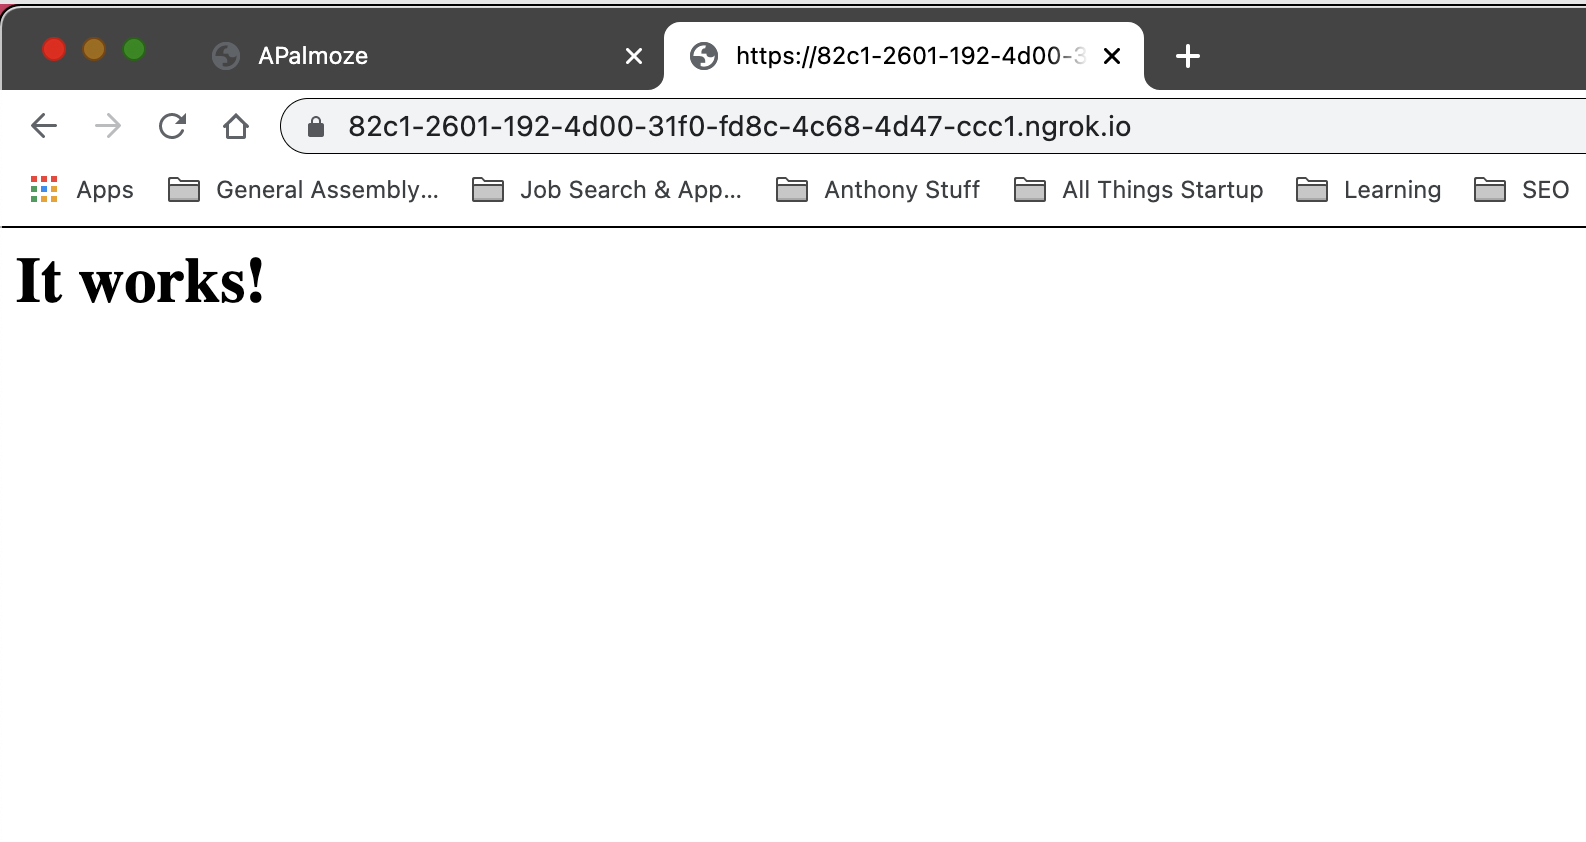 APalmoze
https://82c1-2601-192-4d00-3
82c1-2601-192-4d00-31f0-fd8c-4c68-4d47-ccc1.ngrok.io
Apps General Assembly... Job Search & App... Anthony Stuff All Things Startup Learning SEO
It works!